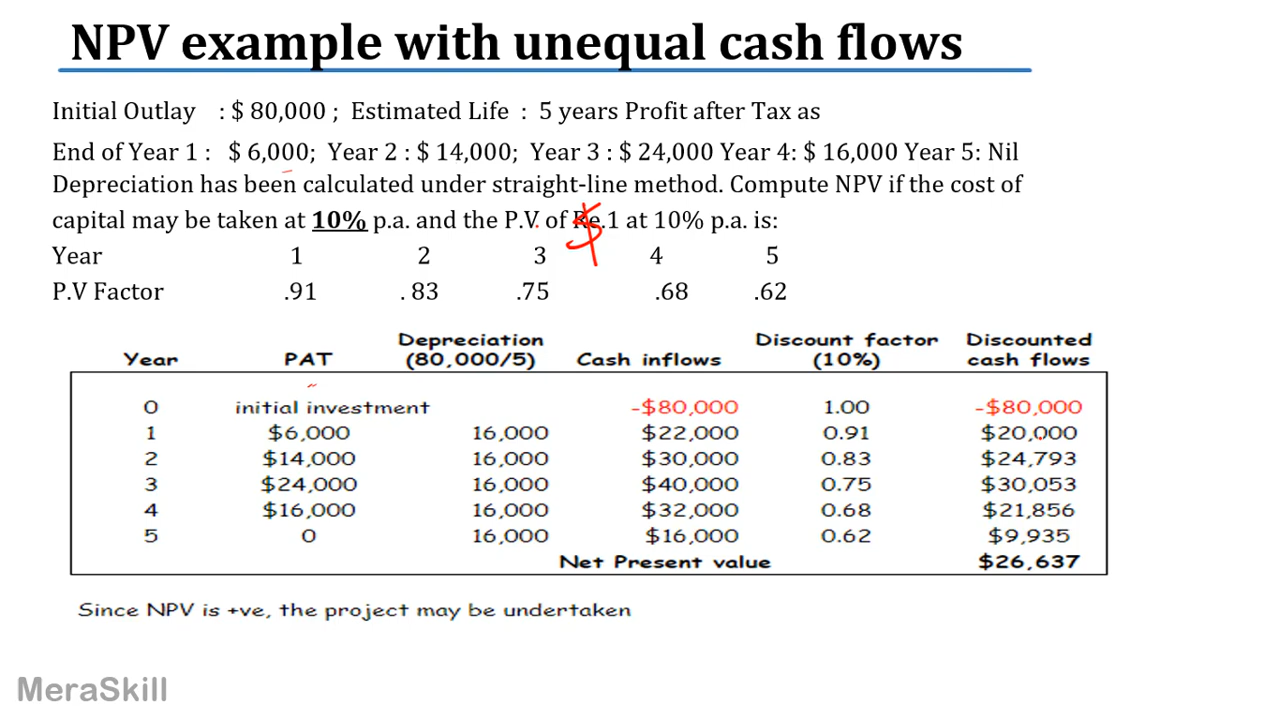 NPV example with unequal cash flows
Initial Outlay : $ 80,000 ; Estimated Life : 5 years Profit after Tax as
End of Year 1 : $ 6,000; Year 2 : $ 14,000; Year 3 : $ 24,000 Year 4: $ 16,000 Year 5: Nil
Depreciation has been calculated under straight-line method. Compute NPV if the cost of
capital may be taken at 10% p.a. and the P.V. of Re.1 at 10% p.a. is:
$
Year 1 2 3 4 5
P.V Factor .91 . 83 .75 .68 .62
Depreciation Discount factor Discounted
Year PAT (80,000/5) Cash inflows (10%) cash flows
0 initial investment -$80,000 1.00 -$80,000
1 $6,000 16,000 $22,000 0.91 $20,000
2 $14,000 16,000 $30,000 0.83 $24,793
3 $24,000 16,000 $40,000 0.75 $30,053
4 $16,000 16,000 $32,000 0.68 $21,856
5 0 16,000 $16,000 0.62 $9,935
Net Present value $26,637
Since NPV is +ve, the project may be undertaken
MeraSkill